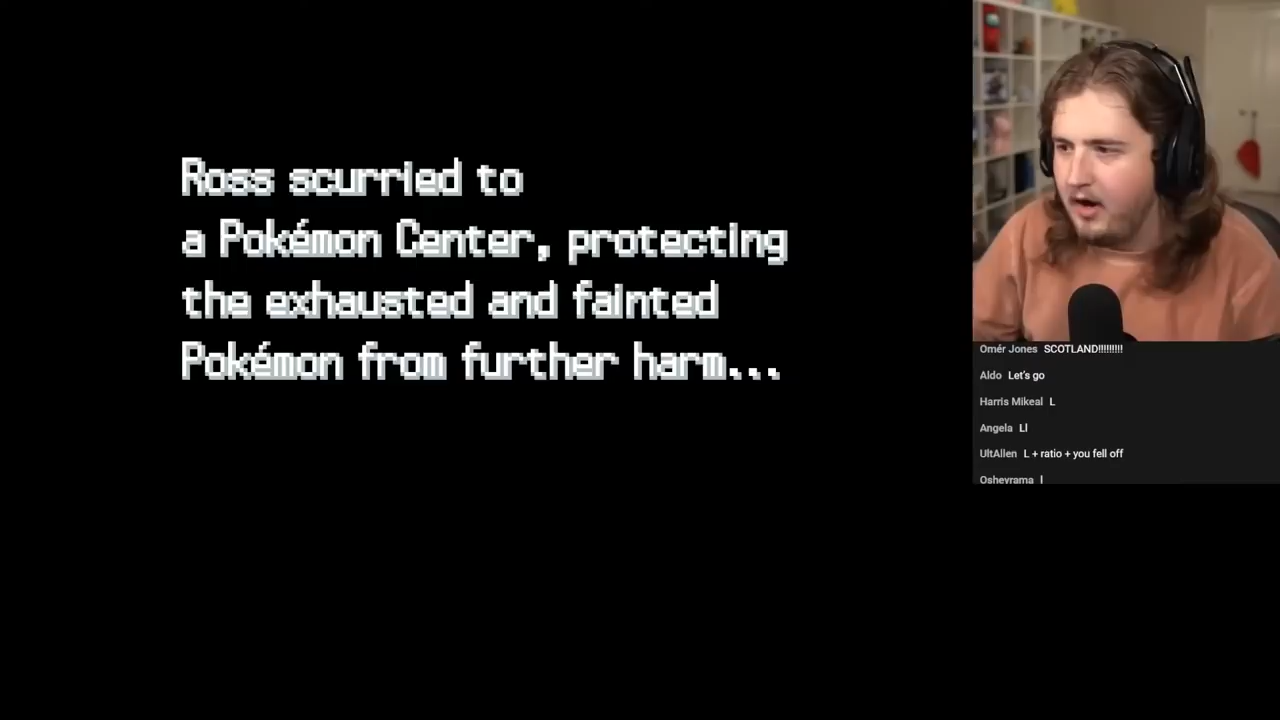 Ross scurried to
a Pokémon Center, protecting
the exhausted and fainted
Pokémon from further harm...
Omér Jones SCOTLAND!!!!!!!!!
Aldo Let's go
Harris Mikeal L
Angela Ll
UltAllen L + ratio + you fell off
Osheyrama l